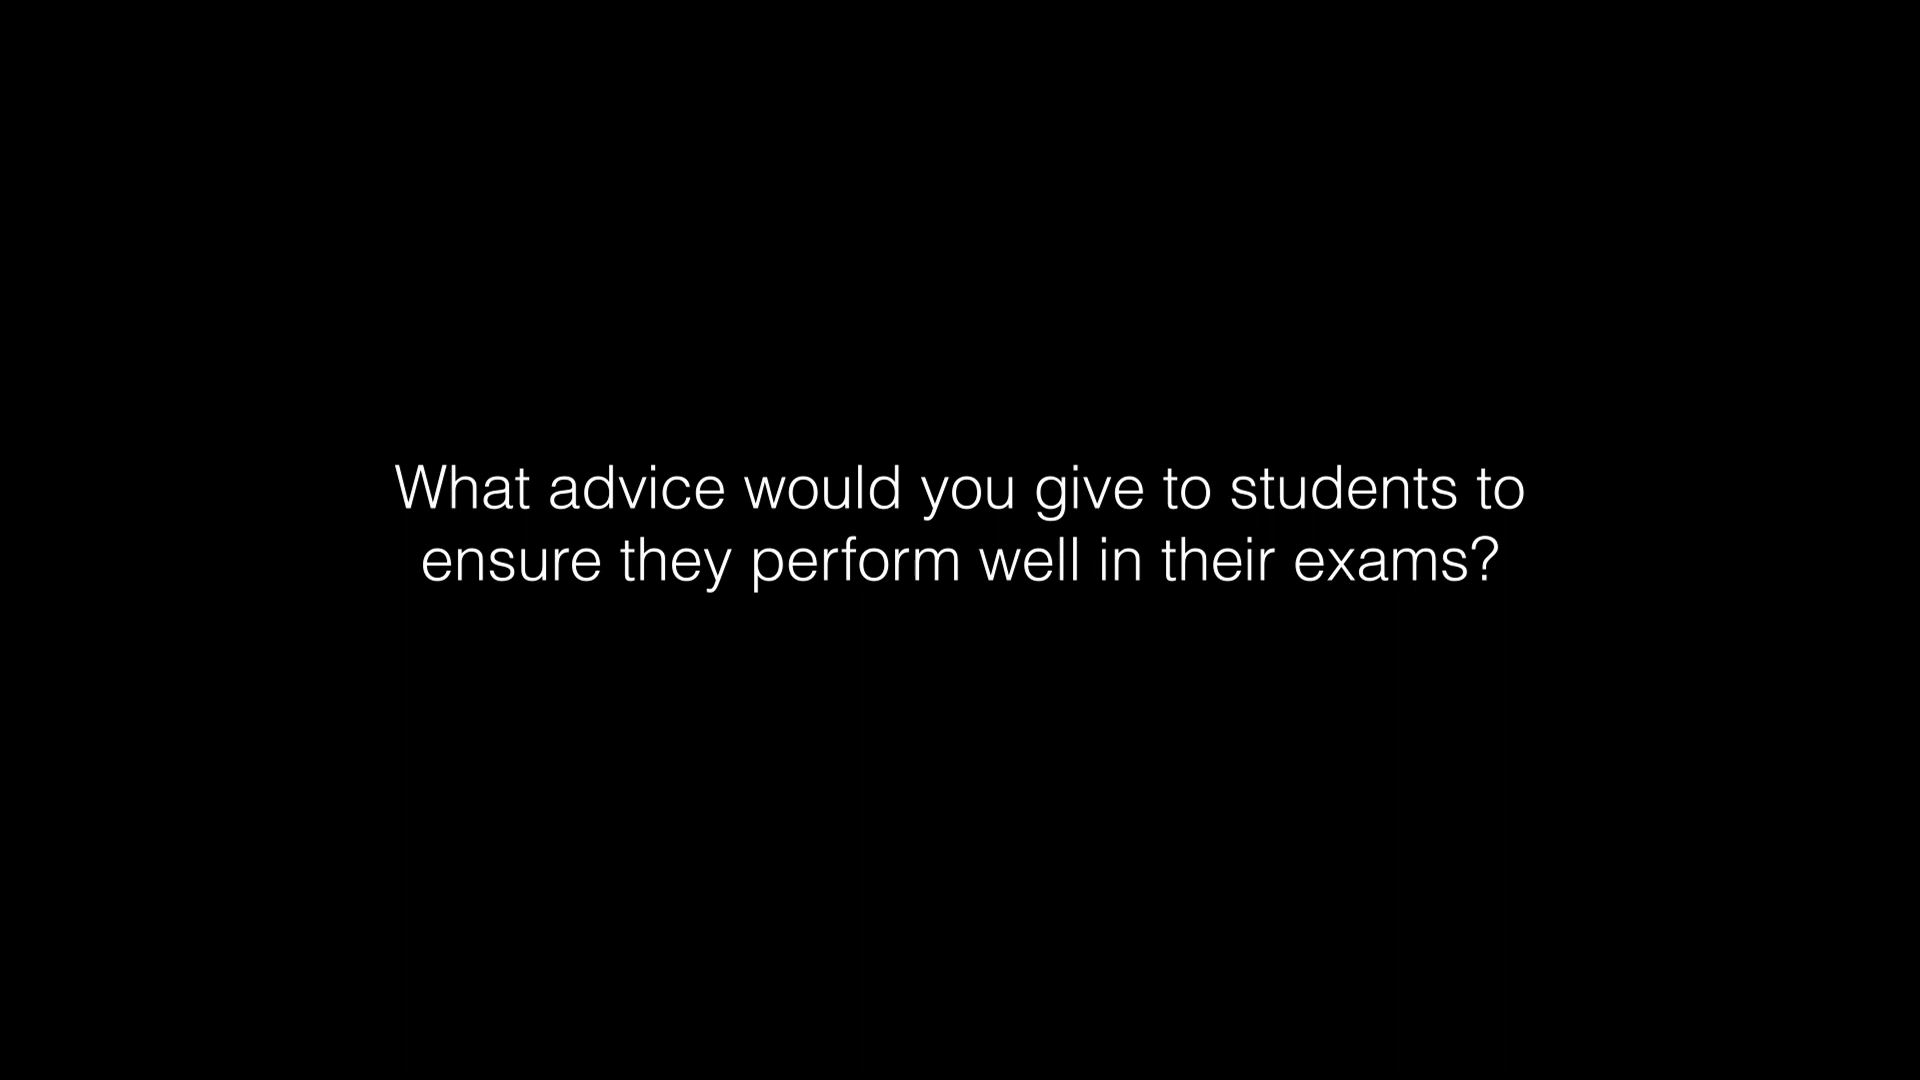 What advice would you give to students to
ensure they perform well in their exams?